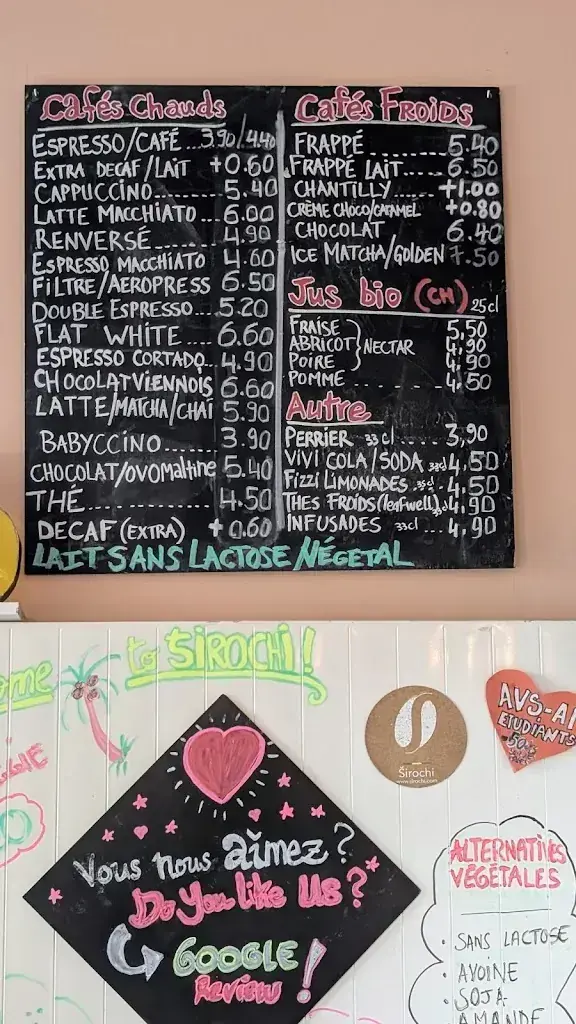 Cafés Chauds
ESPRESSO/CAFÉ 3.90/4.40
EXTRA DECAF/LAIT +0.60
CAPPUCCINO 5.40
LATTE MACCHIATO 6.00
RENVERSÉ 4.90
ESPRESSO MACCHIATO 4.60
FILTRE/AEROPRESS 6.50
DOUBLE ESPRESSO 5.20
FLAT WHITE 6.60
ESPRESSO CORTADO 4.90
CHOCOLAT VIENNOIS 6.60
LATTE/MATCHA/CHAI 5.90
BABYCCINO 3.90
CHOCOLAT/OVOMALTINE 5.40
THÉ 4.50
DECAF (EXTRA) +0.60
LAIT SANS LACTOSE/VÉGETAL
Cafés FROIDS
FRAPPÉ 5.40
FRAPPÉ LAIT 6.50
CHANTILLY +1.00
CRÈME CHOCO/CARAMEL +0.80
CHOCOLAT 6.40
ICE MATCHA/GOLDEN 7.50
Jus bio (CH) 25cl
FRAISE 5,50
ABRICOT NECTAR 4,90
POIRE 4,90
POMME 4,50
Autre
PERRIER 33cl 3,90
VIVI COLA/SODA 33cl 4,50
FIZZI LIMONADES 35cl 4,50
THES FROIDS (leafwell) 4,90
INFUSADES 33cl 4,90
to SIROCHI!
Sirochi
www.sirochi.com
AVS-AI
ETUDIANTS
Vous nous aimez?
Do you like us?
GOOGLE
REVIEW!
ALTERNATIVES
VEGÉTALES
· SANS LACTOSE
· AVOINE
· SOJA
· AMANDE